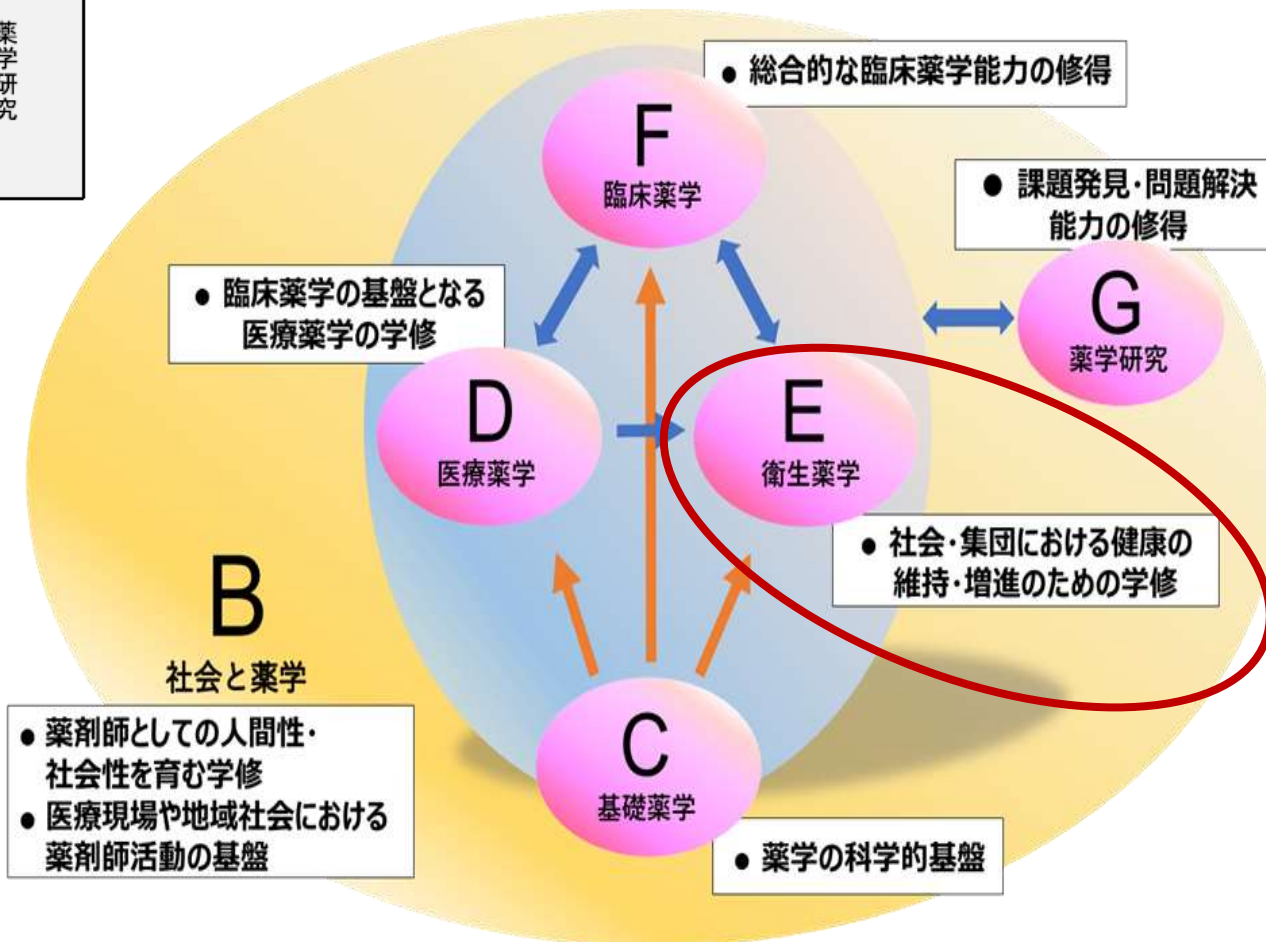 薬学研究
● 総合的な臨床薬学能力の修得
F
臨床薬学
● 課題発見・問題解決
能力の修得
G
薬学研究
● 臨床薬学の基盤となる
医療薬学の学修
D
医療薬学
E
衛生薬学
● 社会・集団における健康の
維持・増進のための学修
B
社会と薬学
● 薬剤師としての人間性・
社会性を育む学修
● 医療現場や地域社会における
薬剤師活動の基盤
C
基礎薬学
● 薬学の科学的基盤